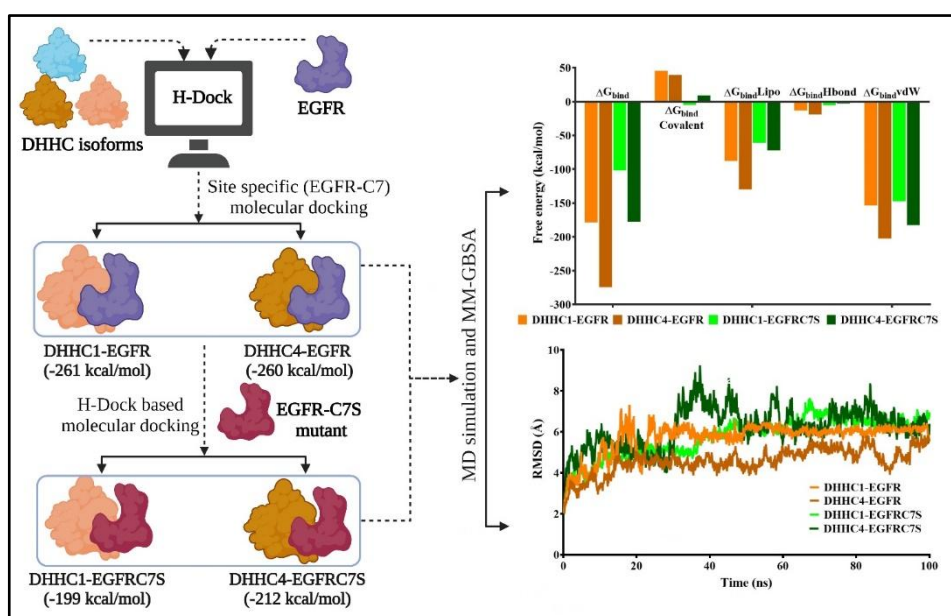 H-Dock
DHHC isoforms
EGFR
Site specific (EGFR-C7)
molecular docking
DHHC1-EGFR
(-261 kcal/mol)
DHHC4-EGFR
(-260 kcal/mol)
H-Dock based
molecular docking
EGFR-C7S
mutant
DHHC1-EGFRC7S
(-199 kcal/mol)
DHHC4-EGFRC7S
(-212 kcal/mol)
MD simulation and MM-GBSA
Free energy (kcal/mol)
50
0
-50
-100
-150
-200
-250
-300
ΔGbind
ΔGbind
Covalent
ΔGbindLipo
ΔGbindHbond
ΔGbindvdW
DHHC1-EGFR
DHHC4-EGFR
DHHC1-EGFRC7S
DHHC4-EGFRC7S
RMSD (Å)
10
8
6
4
2
0
DHHC1-EGFR
DHHC4-EGFR
DHHC1-EGFRC7S
DHHC4-EGFRC7S
0 20 40 60 80 100
Time (ns)